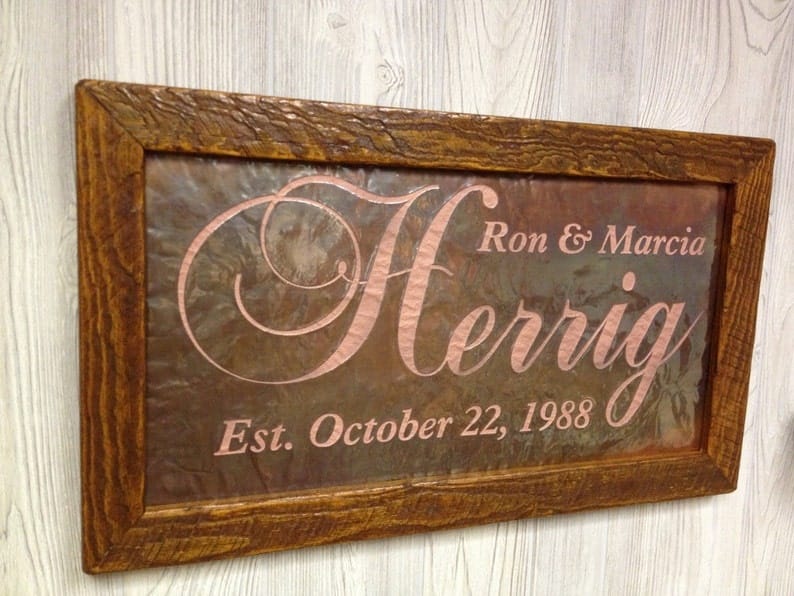 Ron & Marcia
Herrig
Est. October 22, 1988